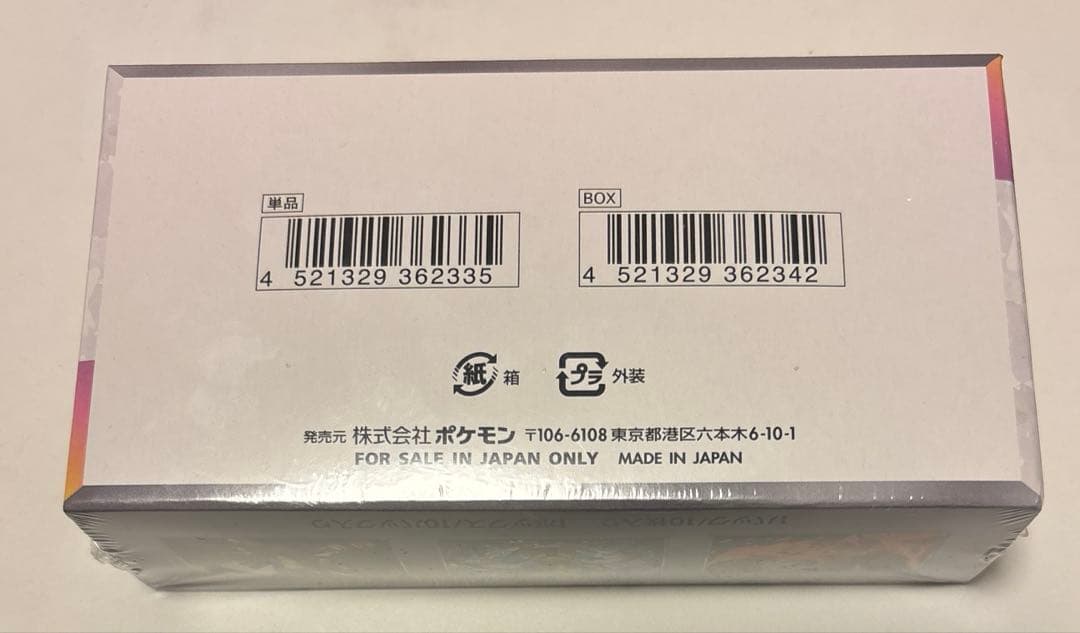 単品
4 521329 362335
BOX
4 521329 362342
紙 箱
プラ 外装
発売元 株式会社ポケモン 〒106-6108 東京都港区六本木6-10-1
FOR SALE IN JAPAN ONLY MADE IN JAPAN